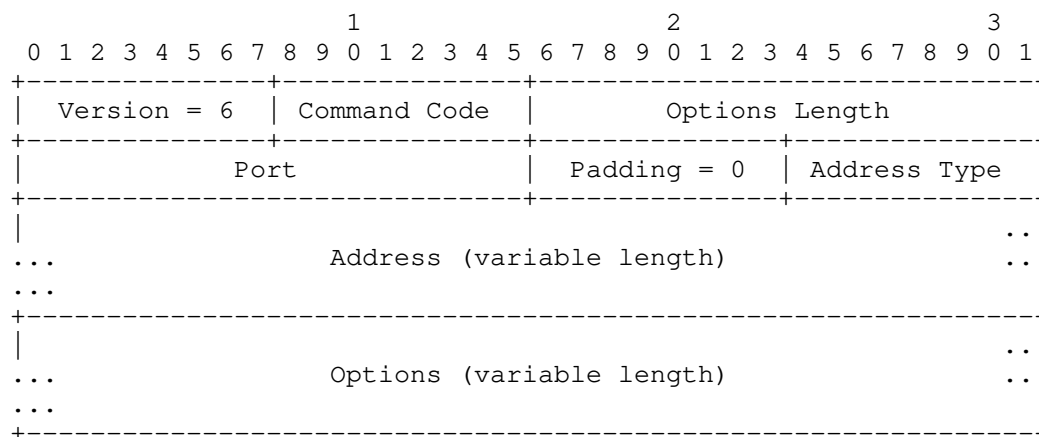 1 2 3
0 1 2 3 4 5 6 7 8 9 0 1 2 3 4 5 6 7 8 9 0 1 2 3 4 5 6 7 8 9 0 1
+---------------+---------------+-------------------------------
| Version = 6 | Command Code | Options Length
+---------------+---------------+---------------+---------------
| Port | Padding = 0 | Address Type
+-------------------------------+---------------+---------------
| ..
... Address (variable length) ..
...
+---------------------------------------------------------------
| ..
... Options (variable length) ..
...
+---------------------------------------------------------------